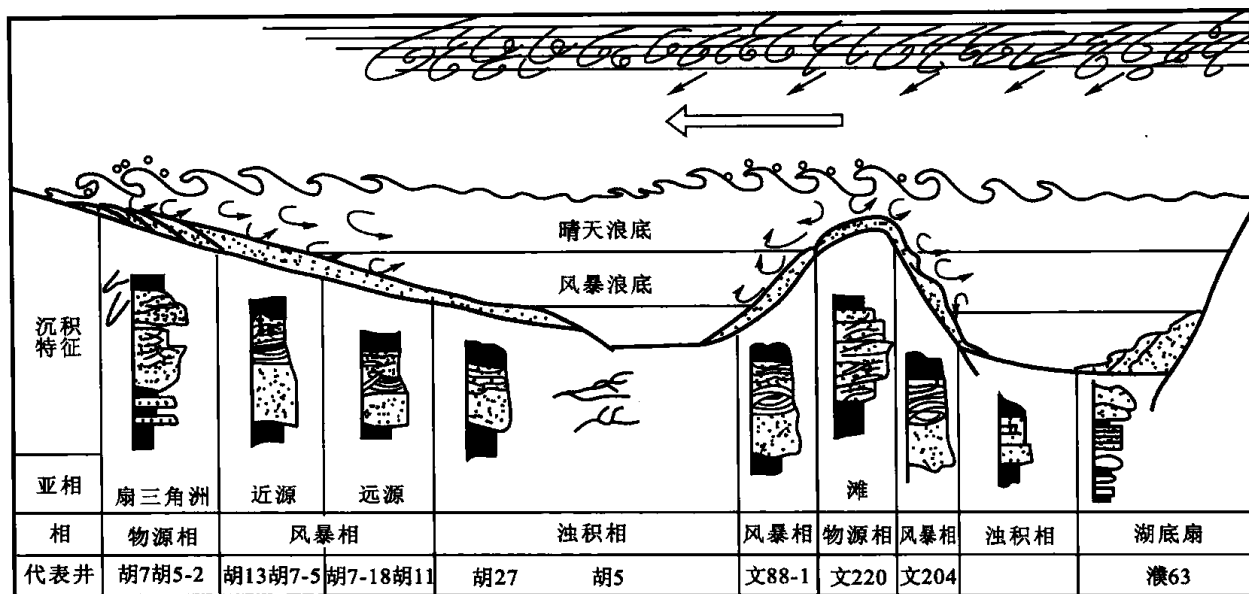 晴天浪底
风暴浪底
沉积
特征
亚相 扇三角洲 近源 远源 滩
相 物源相 风暴相 浊积相 风暴相 物源相 风暴相 浊积相 湖底扇
代表井 胡7胡5-2 胡13胡7-5 胡7-18胡11 胡27 胡5 文88-1 文220 文204 濮63